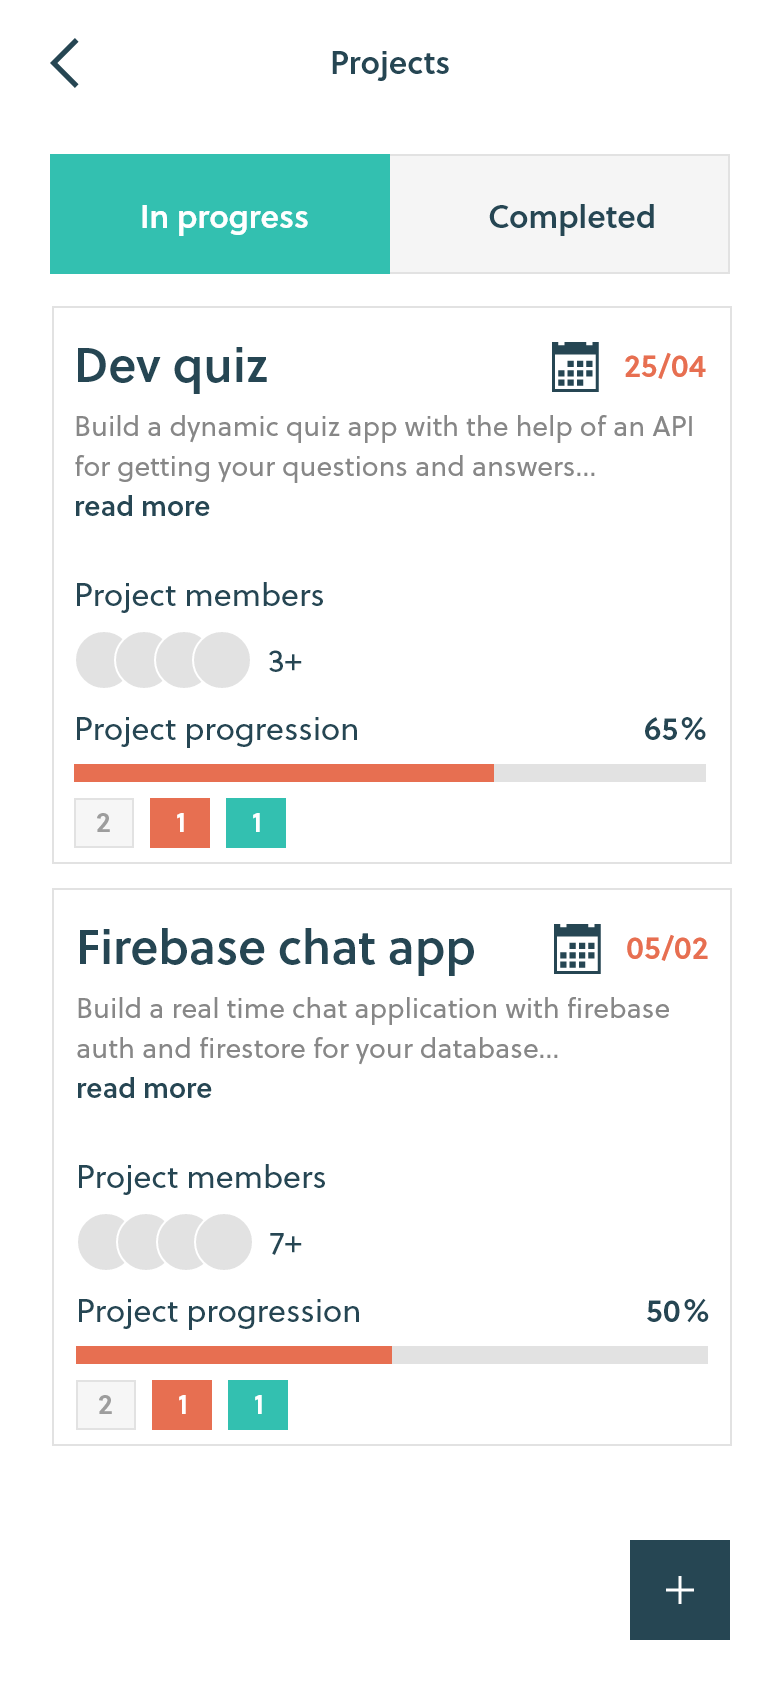 Projects
In progress
Completed
Dev quiz
25/04
Build a dynamic quiz app with the help of an API
for getting your questions and answers...
read more
Project members
3+
Project progression
65%
2
1
1
Firebase chat app
05/02
Build a real time chat application with firebase
auth and firestore for your database...
read more
Project members
7+
Project progression
50%
2
1
1
+